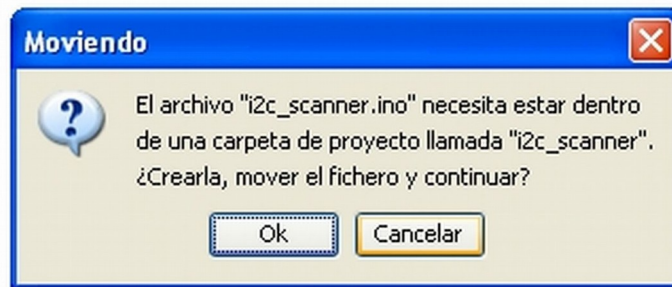 Moviendo
El archivo "i2c_scanner.ino" necesita estar dentro
de una carpeta de proyecto llamada "i2c_scanner".
¿Crearla, mover el fichero y continuar?
Ok
Cancelar